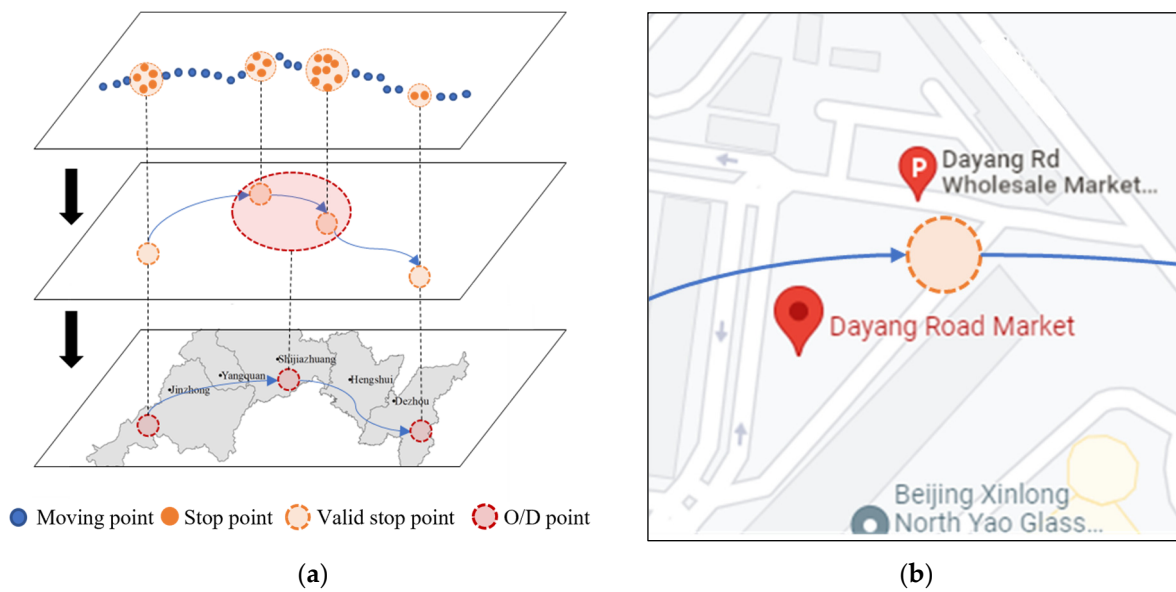 Shijiazhuang
Yangquan
Jinzhong
Hengshui
Dezhou
Moving point
Stop point
Valid stop point
O/D point
(a)
P
Dayang Rd
Wholesale Market...
Dayang Road Market
Beijing Xinlong
North Yao Glass...
(b)